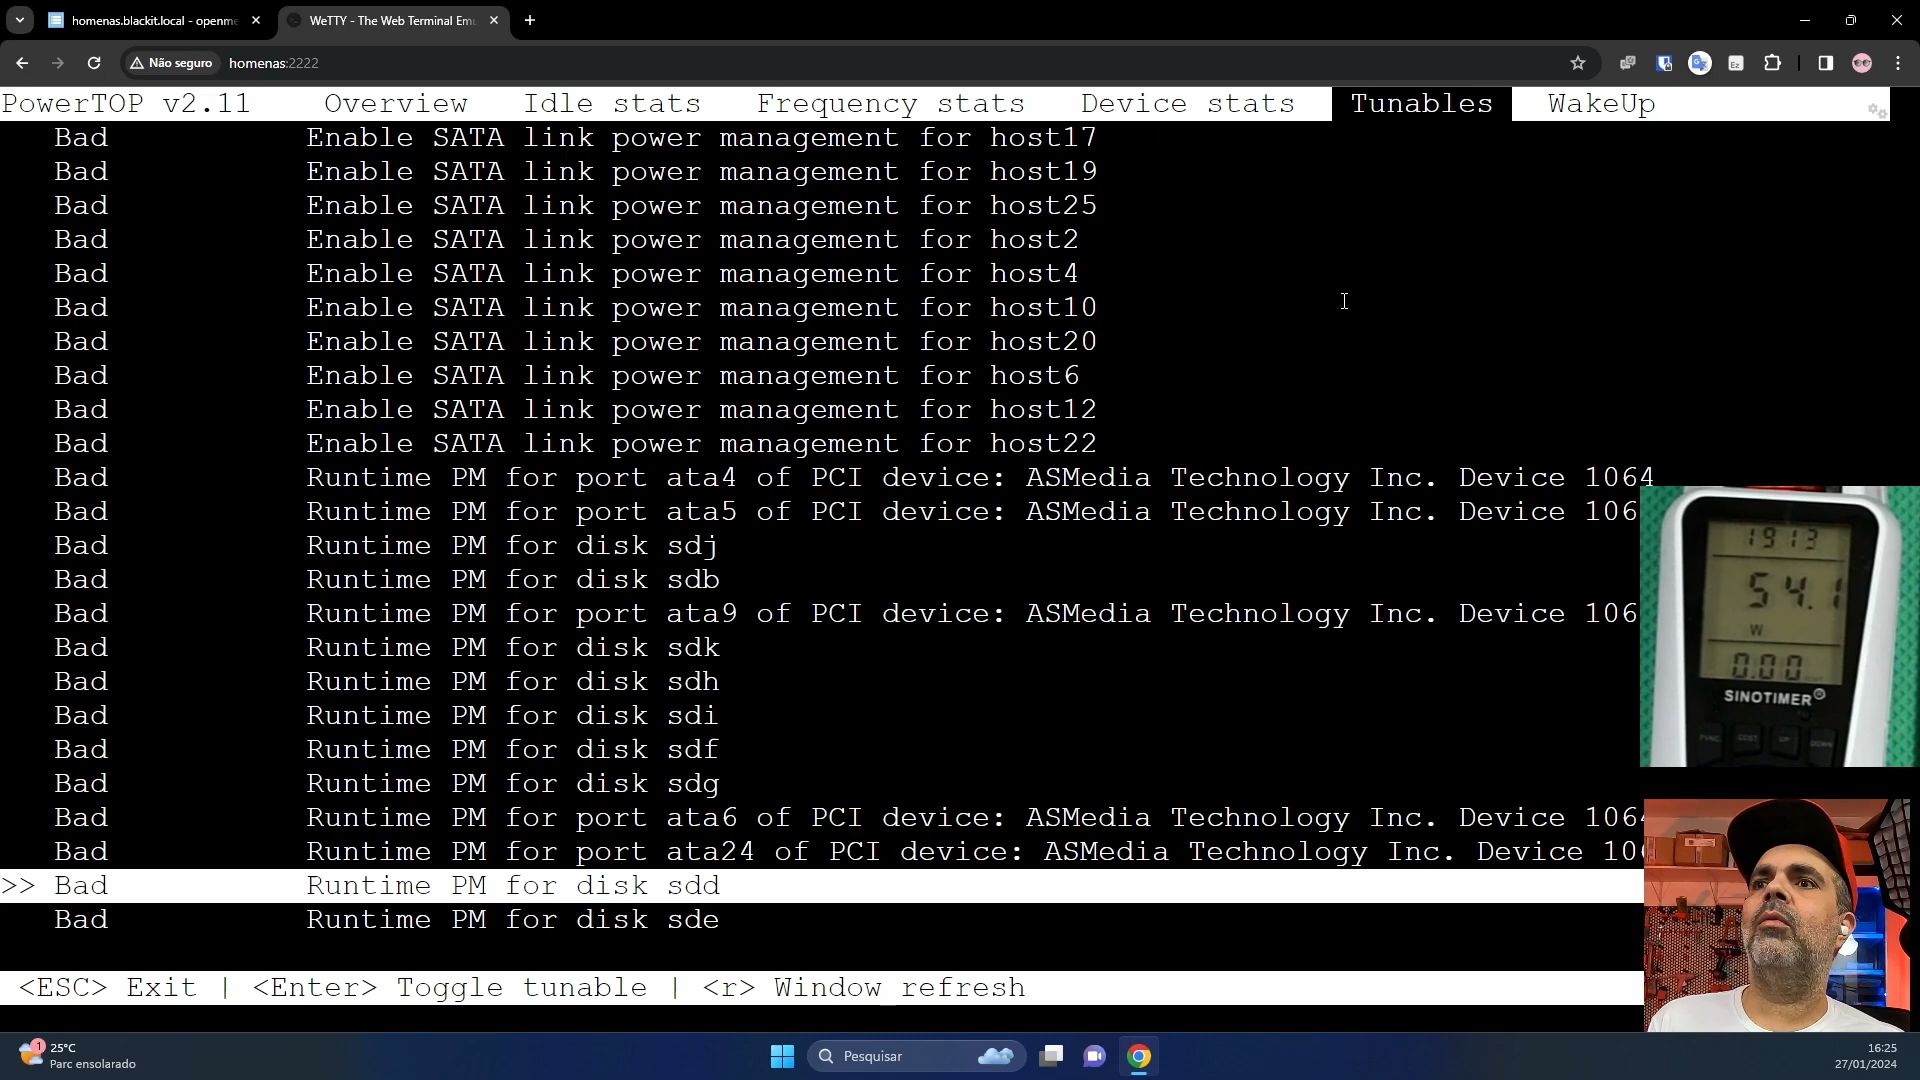 homenas.blackit.local - openme
WeTTY - The Web Terminal Emu
Não seguro
homenas:2222
PowerTOP v2.11 Overview Idle stats Frequency stats Device stats Tunables WakeUp
Bad Enable SATA link power management for host17
Bad Enable SATA link power management for host19
Bad Enable SATA link power management for host25
Bad Enable SATA link power management for host2
Bad Enable SATA link power management for host4
Bad Enable SATA link power management for host10
Bad Enable SATA link power management for host20
Bad Enable SATA link power management for host6
Bad Enable SATA link power management for host12
Bad Enable SATA link power management for host22
Bad Runtime PM for port ata4 of PCI device: ASMedia Technology Inc. Device 1064
Bad Runtime PM for port ata5 of PCI device: ASMedia Technology Inc. Device 106
Bad Runtime PM for disk sdj
Bad Runtime PM for disk sdb
Bad Runtime PM for port ata9 of PCI device: ASMedia Technology Inc. Device 106
Bad Runtime PM for disk sdk
Bad Runtime PM for disk sdh
Bad Runtime PM for disk sdi
Bad Runtime PM for disk sdf
Bad Runtime PM for disk sdg
Bad Runtime PM for port ata6 of PCI device: ASMedia Technology Inc. Device 1064
Bad Runtime PM for port ata24 of PCI device: ASMedia Technology Inc. Device 10
>> Bad Runtime PM for disk sdd
Bad Runtime PM for disk sde
<ESC> Exit | <Enter> Toggle tunable | <r> Window refresh
1913
54.1
W
0.00
SINOTIMER
FUNC.
COST
UP
DOWN
1
25°C
Parc ensolarado
Pesquisar
16:25
27/01/2024